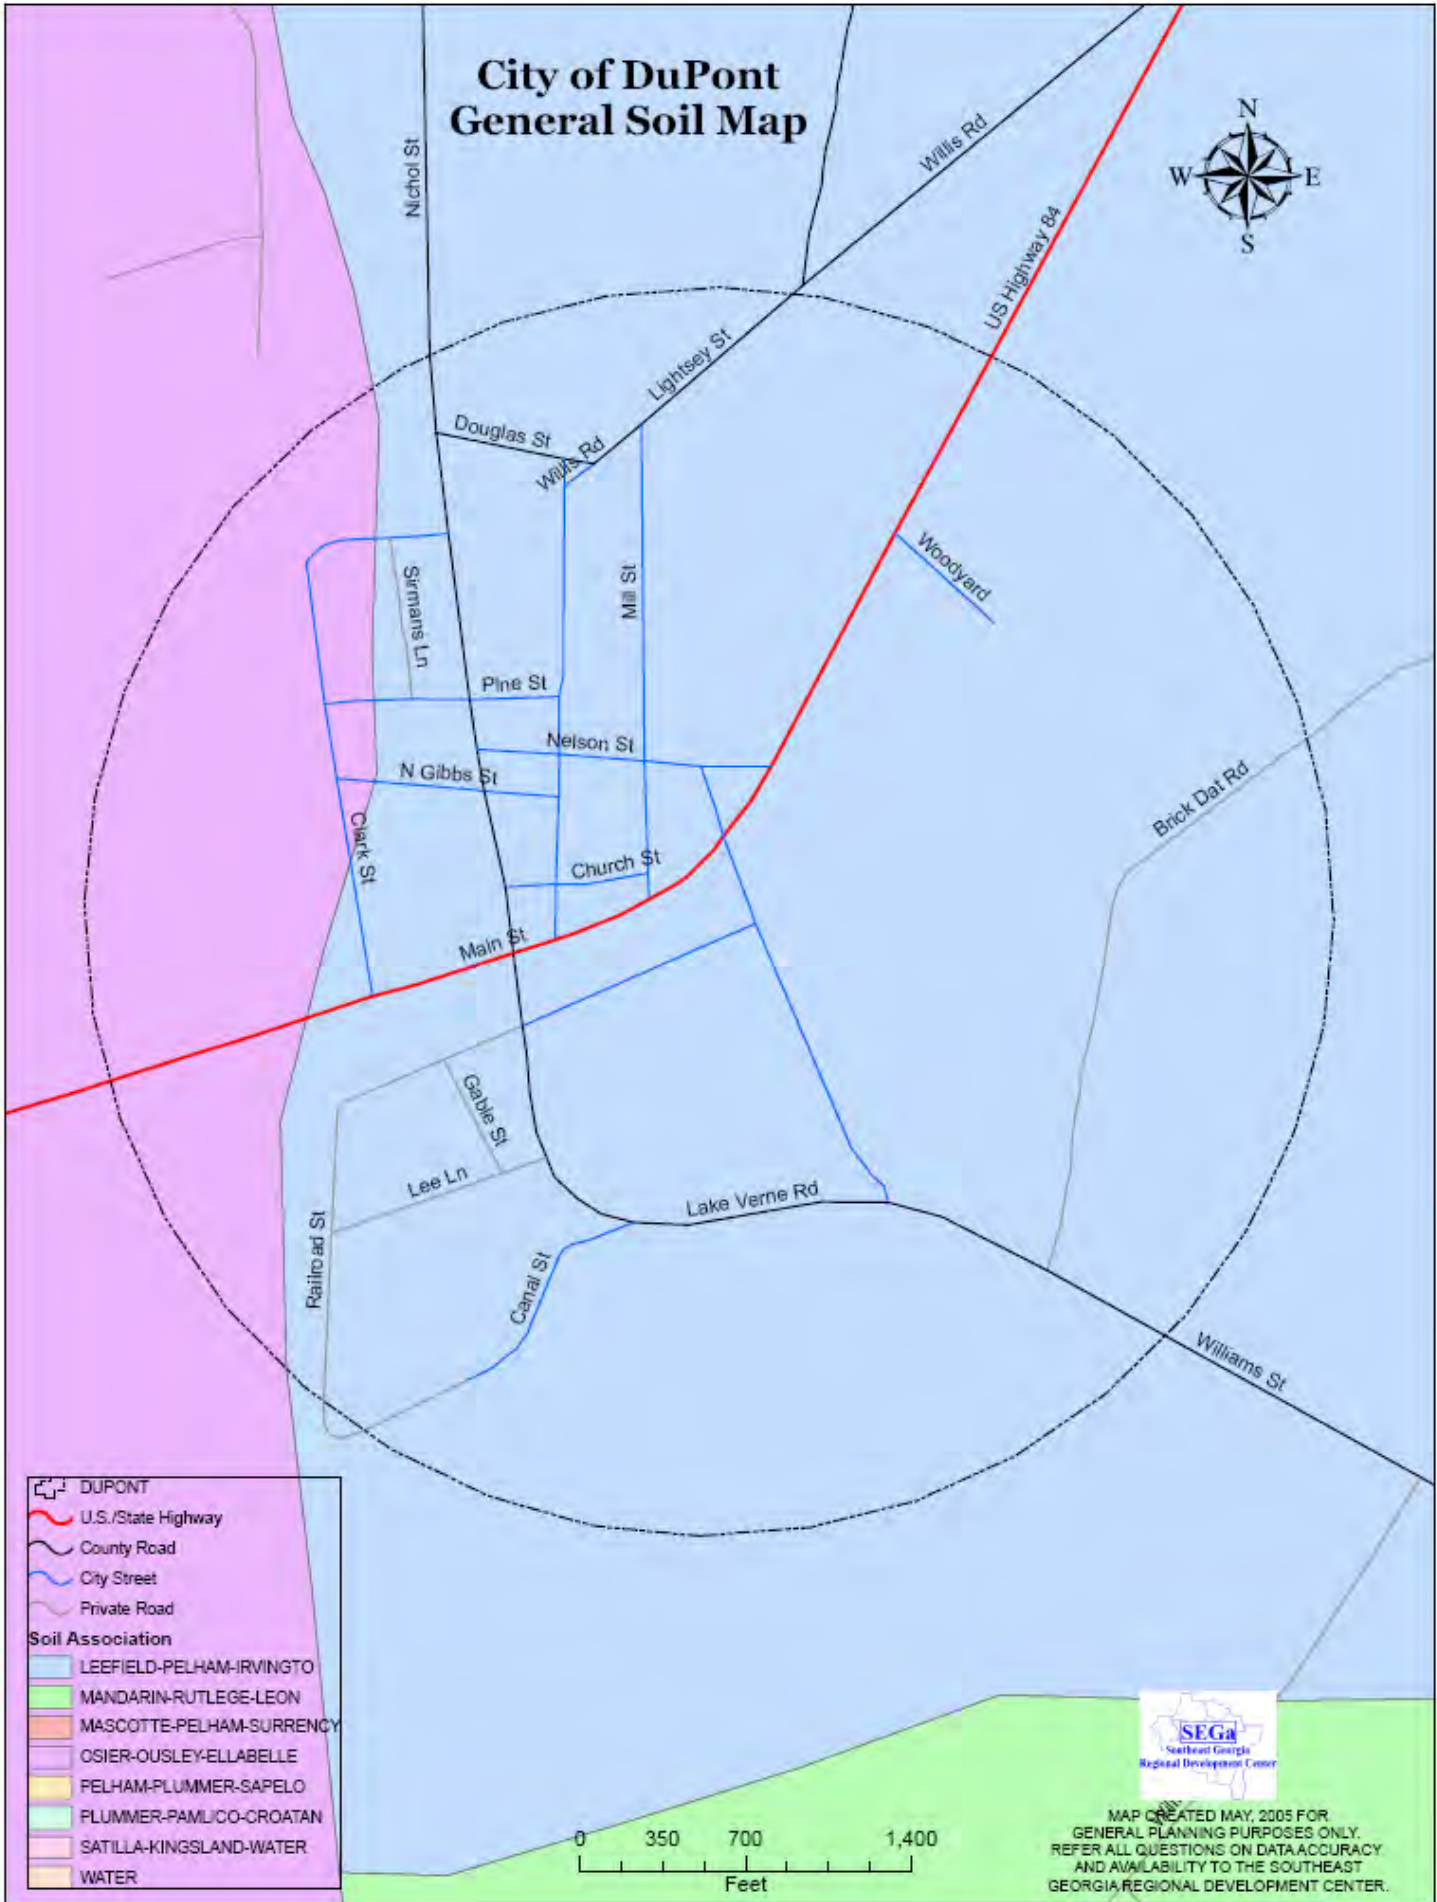 City of DuPont
General Soil Map
N
W E
S
Nichol St
Willis Rd
US Highway 84
Lightsey St
Douglas St
Willis Rd
Woodyard
Sirmans Ln
Mill St
Pine St
Nelson St
N Gibbs St
Brick Dat Rd
Clark St
Church St
Main St
Gable St
Lee Ln
Lake Verne Rd
Railroad St
Canal St
Williams St
DUPONT
U.S./State Highway
County Road
City Street
Private Road
Soil Association
LEEFIELD-PELHAM-IRVINGTO
MANDARIN-RUTLEGE-LEON
MASCOTTE-PELHAM-SURRENCY
OSIER-OUSLEY-ELLABELLE
PELHAM-PLUMMER-SAPELO
PLUMMER-PAMLICO-CROATAN
SATILLA-KINGSLAND-WATER
WATER
0 350 700 1,400
Feet
SEGa
Southeast Georgia
Regional Development Center
MAP CREATED MAY, 2005 FOR
GENERAL PLANNING PURPOSES ONLY.
REFER ALL QUESTIONS ON DATA ACCURACY
AND AVAILABILITY TO THE SOUTHEAST
GEORGIA REGIONAL DEVELOPMENT CENTER.